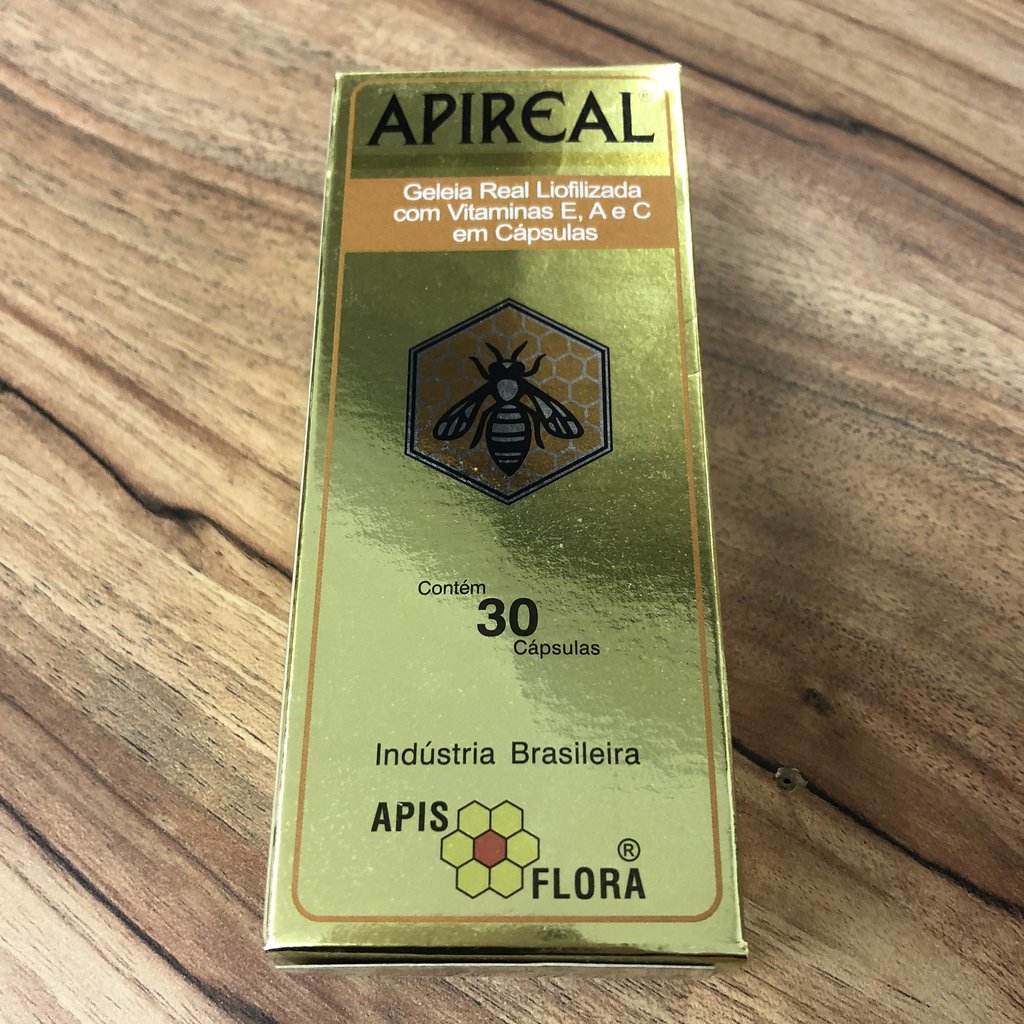 APIREAL®
Geleia Real Liofilizada
com Vitaminas E, A e C
em Cápsulas
Contém
30
Cápsulas
Indústria Brasileira
APIS
FLORA®